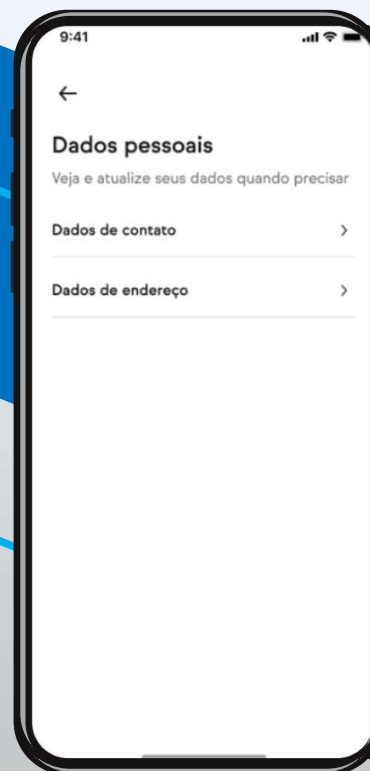 9:41
Dados pessoais
Veja e atualize seus dados quando precisar
Dados de contato
Dados de endereço